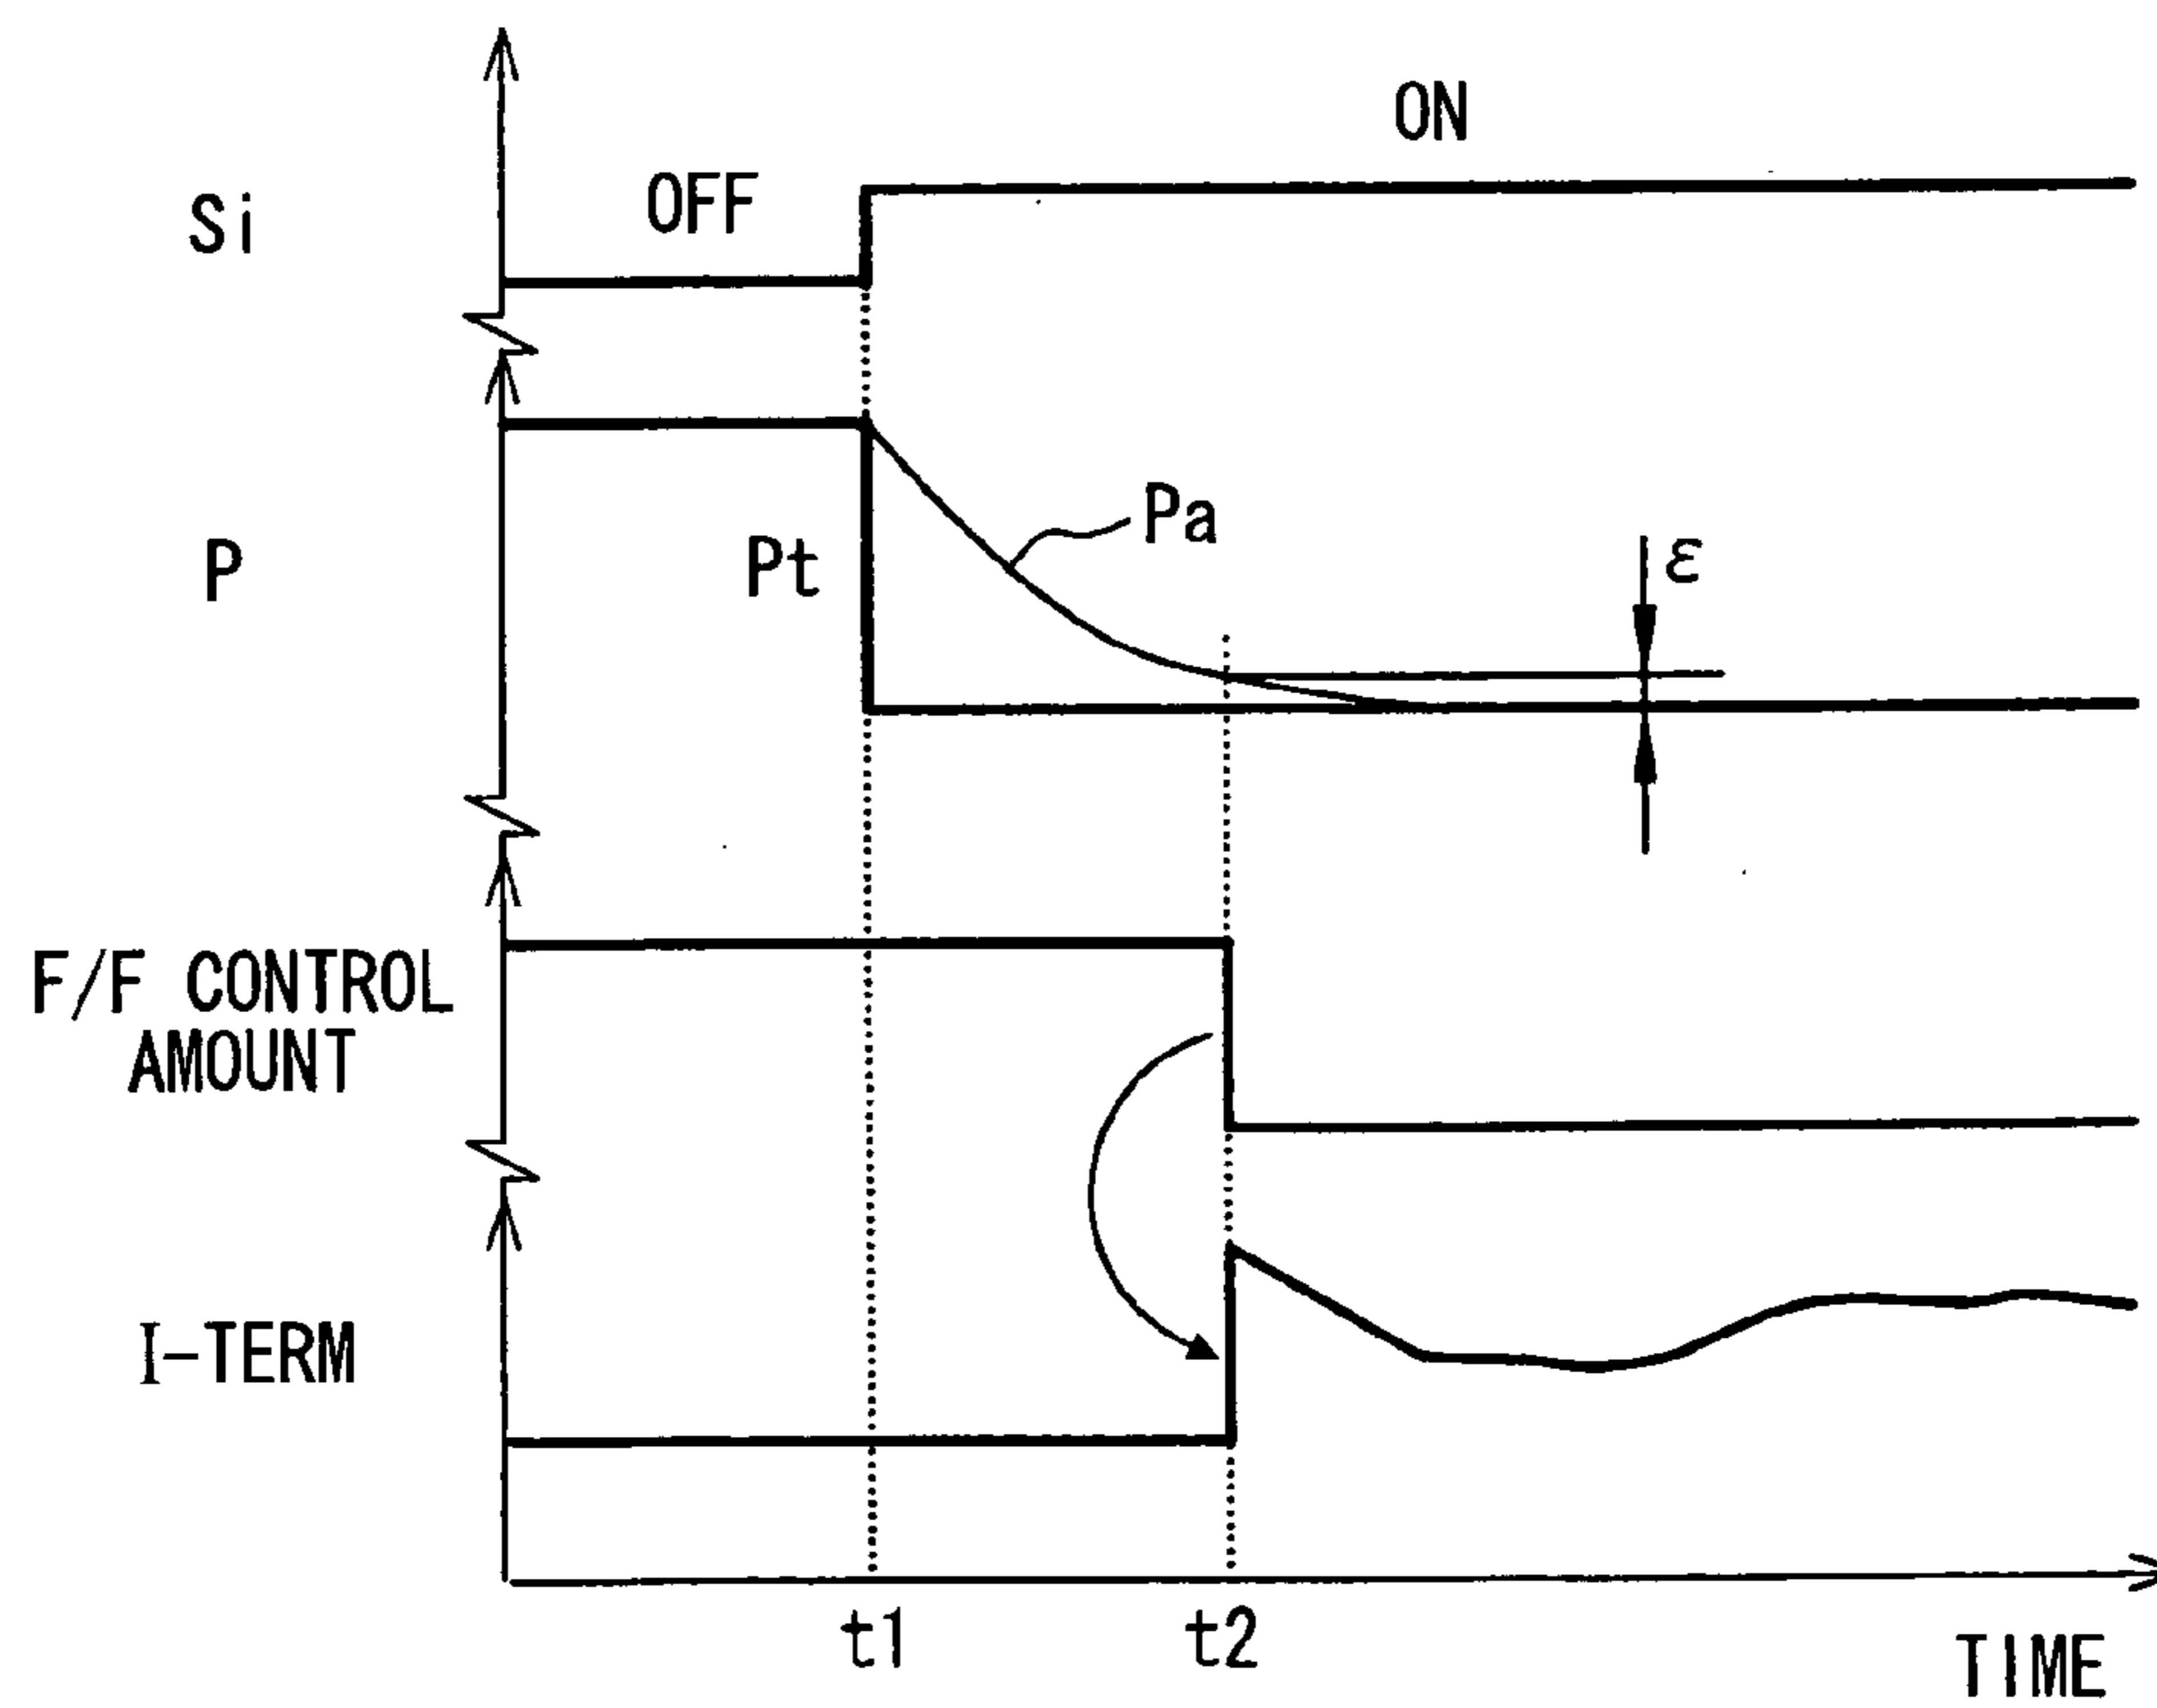 ON
OFF
Si
Pa
P
Pt
ε
F/F CONTROL
AMOUNT
I-TERM
t1
t2
TIME